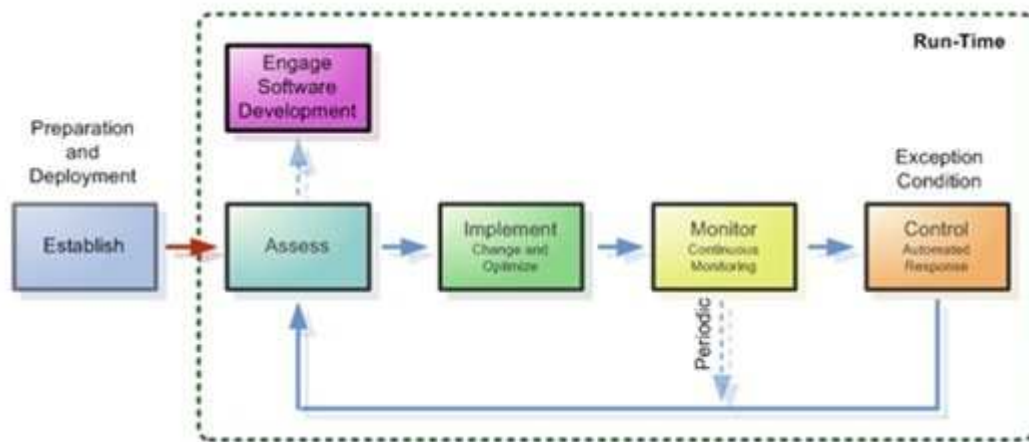 Run-Time
Engage
Software
Development
Preparation
and
Deployment
Exception
Condition
Establish
Assess
Implement
Change and
Optimize
Monitor
Continuous
Monitoring
Control
Automated
Response
Periodic